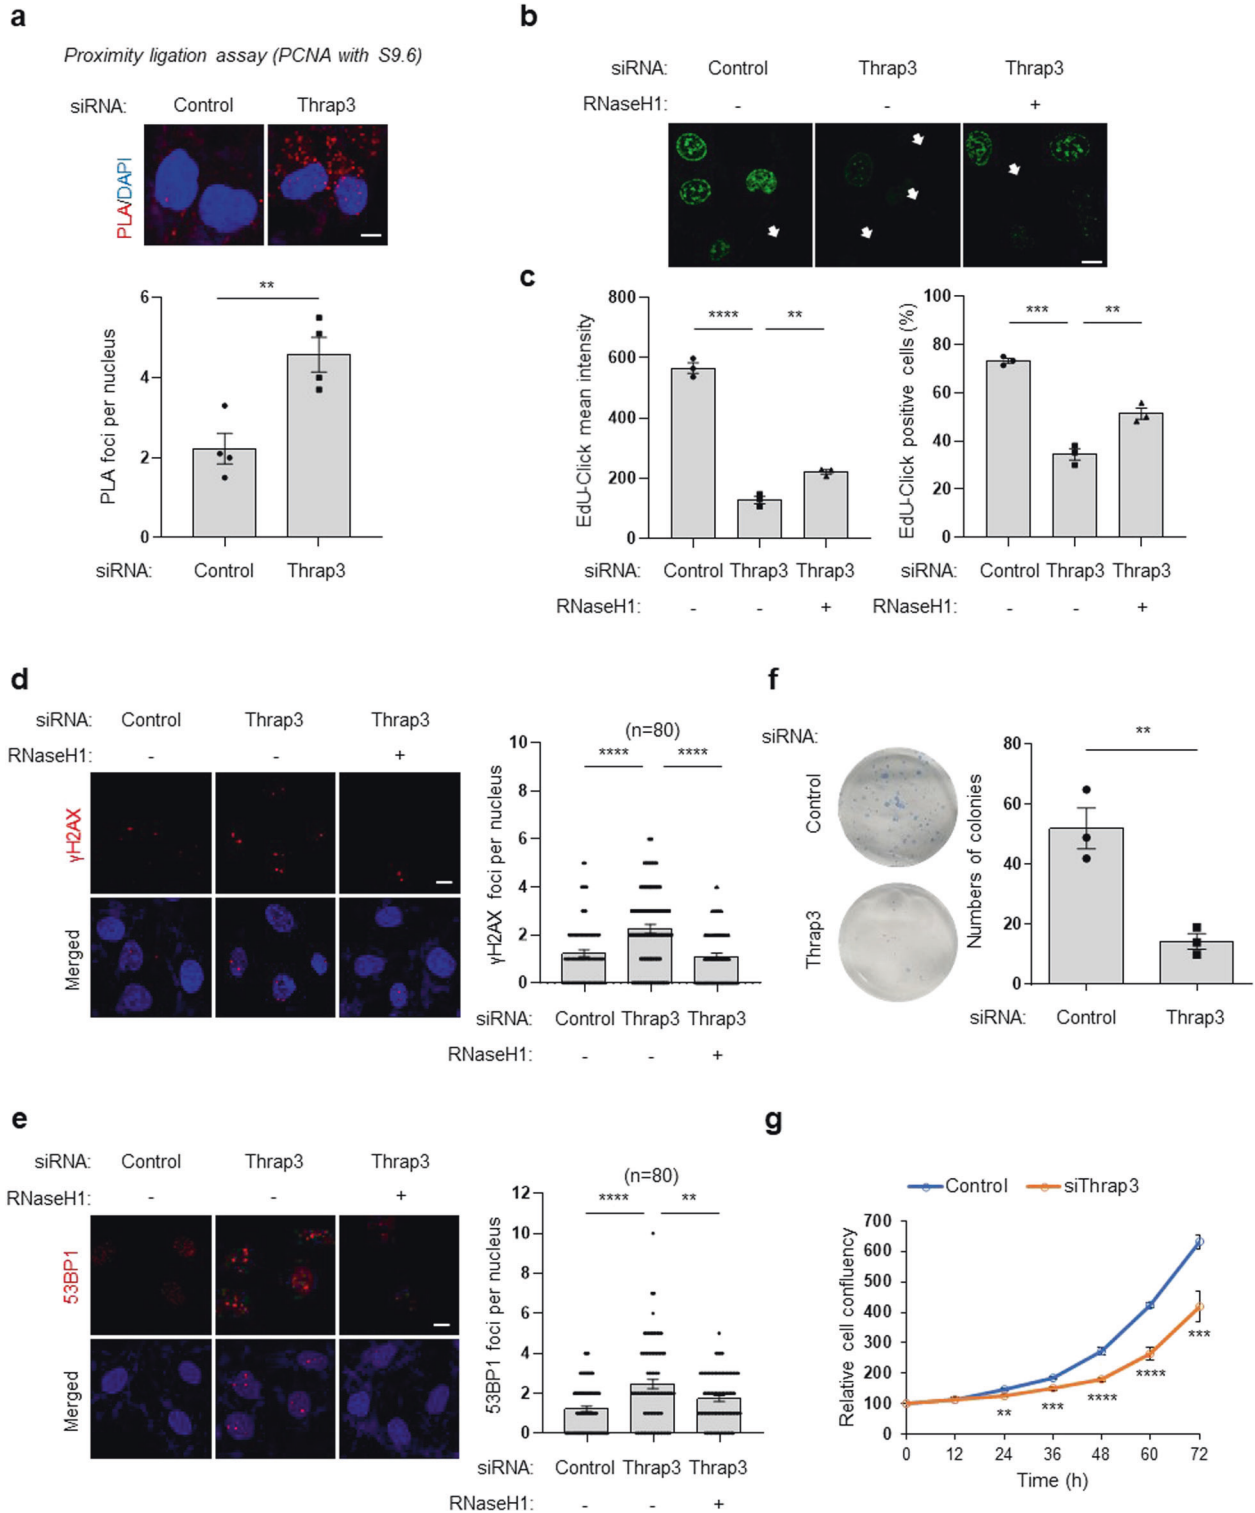 a
Proximity ligation assay (PCNA with S9.6)
siRNA: Control Thrap3
PLA/DAPI
**
6
4
2
0
PLA foci per nucleus
siRNA: Control Thrap3
b
siRNA: Control Thrap3 Thrap3
RNaseH1: - - +
c
800
600
400
200
0
EdU-Click mean intensity
**** **
siRNA: Control Thrap3 Thrap3
RNaseH1: - - +
100
80
60
40
20
0
EdU-Click positive cells (%)
*** **
siRNA: Control Thrap3 Thrap3
RNaseH1: - - +
d
siRNA: Control Thrap3 Thrap3
RNaseH1: - - +
γH2AX
Merged
(n=80)
**** ****
10
8
6
4
2
0
γH2AX foci per nucleus
siRNA: Control Thrap3 Thrap3
RNaseH1: - - +
f
siRNA:
Control
Thrap3
**
80
60
40
20
0
Numbers of colonies
siRNA: Control Thrap3
e
siRNA: Control Thrap3 Thrap3
RNaseH1: - - +
53BP1
Merged
(n=80)
**** **
12
10
8
6
4
2
0
53BP1 foci per nucleus
siRNA: Control Thrap3 Thrap3
RNaseH1: - - +
g
Control siThrap3
700
600
500
400
300
200
100
0
Relative cell confluency
** *** **** **** ***
0 12 24 36 48 60 72
Time (h)